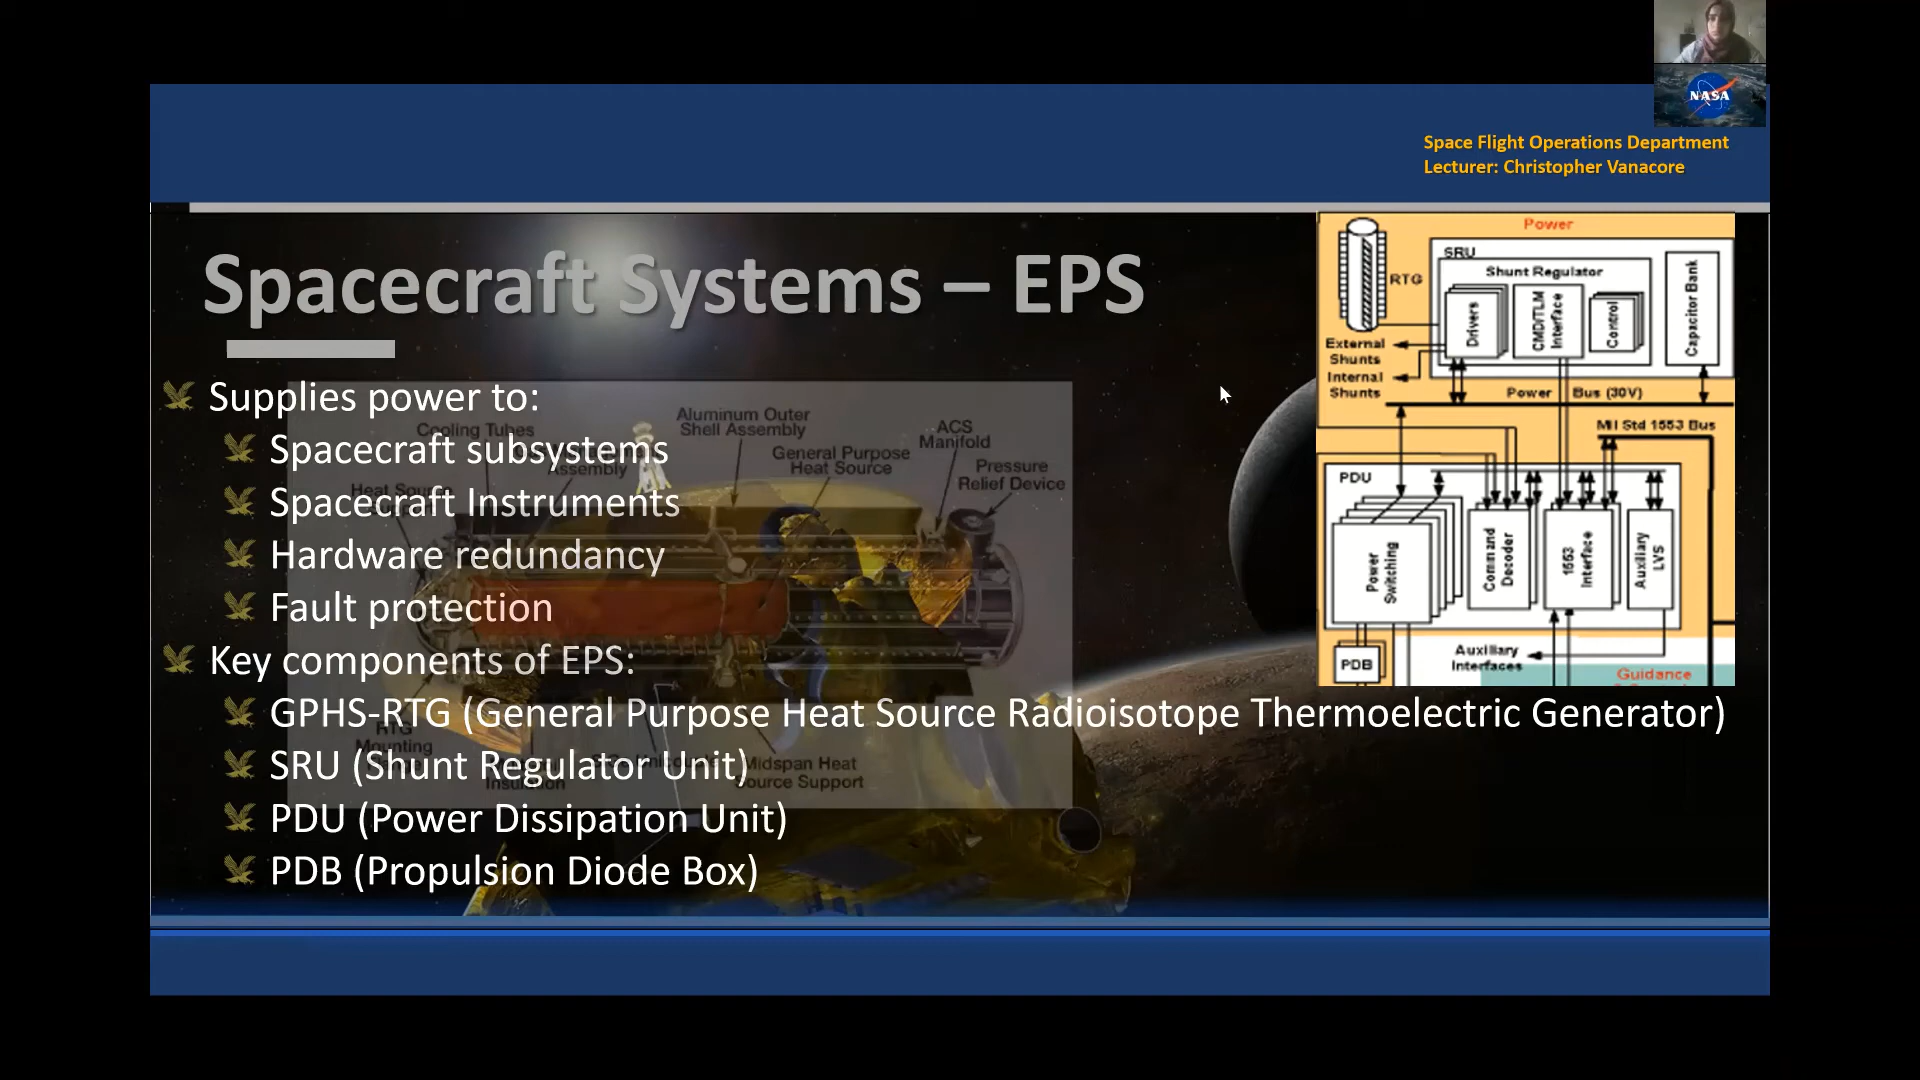 NASA
Space Flight Operations Department
Lecturer: Christopher Vanacore
Spacecraft Systems – EPS
Supplies power to:
Spacecraft subsystems
Spacecraft Instruments
Hardware redundancy
Fault protection
Key components of EPS:
GPHS-RTG (General Purpose Heat Source Radioisotope Thermoelectric Generator)
SRU (Shunt Regulator Unit)
PDU (Power Dissipation Unit)
PDB (Propulsion Diode Box)
Cooling Tubes
Assembly
Aluminum Outer
Shell Assembly
General Purpose
Heat Source
ACS
Manifold
Pressure
Relief Device
Heat Source
RTG
Mounting
Midspan Heat
Source Support
Power
RTG
SRU
Shunt Regulator
Drivers
CMD/TLM
Interface
Control
Capacitor Bank
External
Shunts
Internal
Shunts
Power Bus (30V)
Mil Std 1553 Bus
PDU
Power
Switching
Command
Decoder
1553
Interface
Auxiliary
LVS
PDB
Auxiliary
Interfaces
Guidance